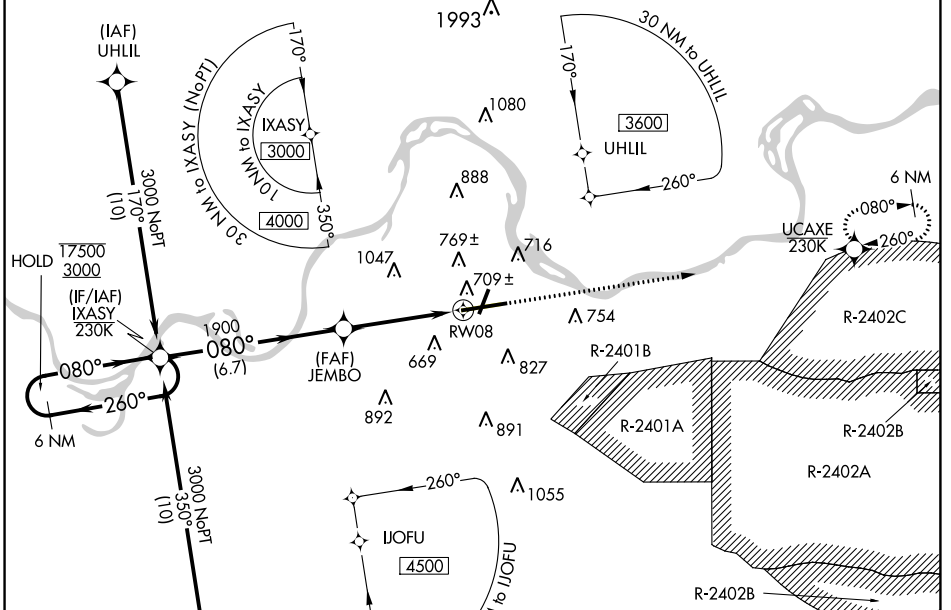 1993
(IAF)
UHLIL
30 NM to IXASY (NoPT)
10 NM to IXASY
170°
IXASY
3000
4000
350°
30 NM to UHLIL
170°
3600
UHLIL
260°
1080
888
3000 NoPT
170°
(10)
6 NM
080°
260°
UCAXE
230K
769±
716
1047
709±
HOLD
17500
3000
(IF/IAF)
IXASY
230K
1900
080°
(6.7)
RW08
754
R-2402C
(FAF)
JEMBO
669
827
R-2401B
080°
260°
6 NM
892
891
R-2401A
R-2402B
R-2402A
3000 NoPT
350°
(10)
260°
1055
IJOFU
4500
to IJOFU
R-2402B